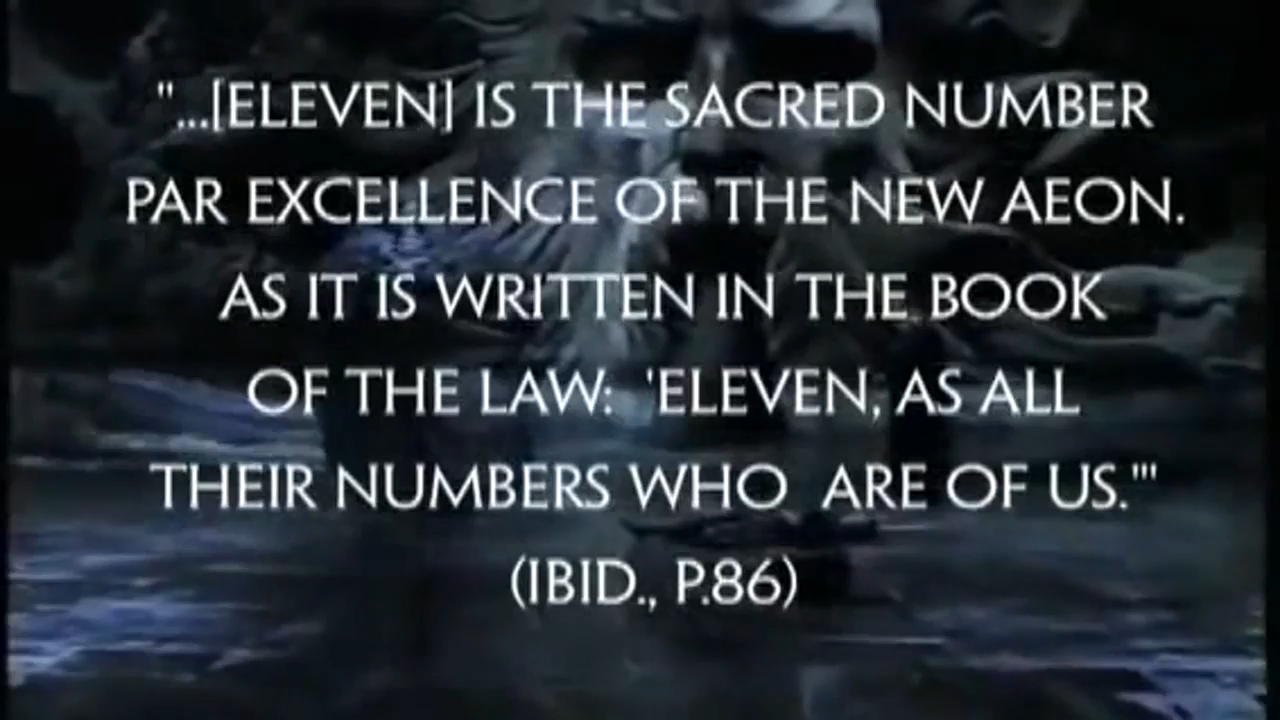 "...[ELEVEN] IS THE SACRED NUMBER
PAR EXCELLENCE OF THE NEW AEON.
AS IT IS WRITTEN IN THE BOOK
OF THE LAW: 'ELEVEN, AS ALL
THEIR NUMBERS WHO ARE OF US.'"
(IBID., P.86)